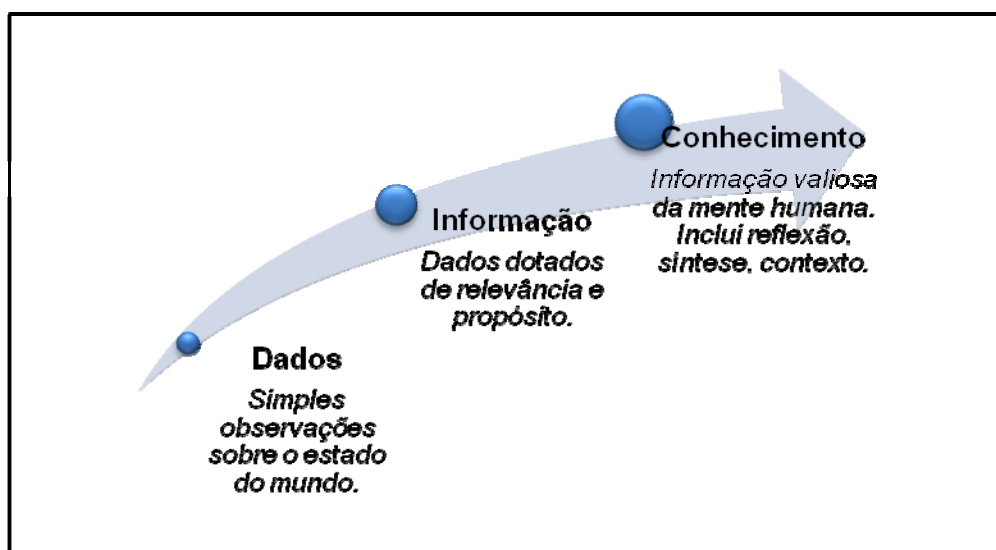 Dados
Simples
observações
sobre o estado
do mundo.
Informação
Dados dotados
de relevância e
propósito.
Conhecimento
Informação valiosa
da mente humana.
Inclui reflexão,
síntese, contexto.